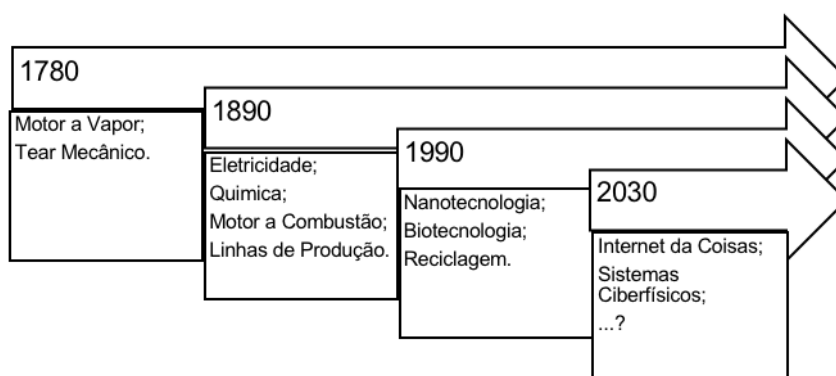 1780
Motor a Vapor;
Tear Mecânico.
1890
Eletricidade;
Quimica;
Motor a Combustão;
Linhas de Produção.
1990
Nanotecnologia;
Biotecnologia;
Reciclagem.
2030
Internet da Coisas;
Sistemas
Ciberfísicos;
...?